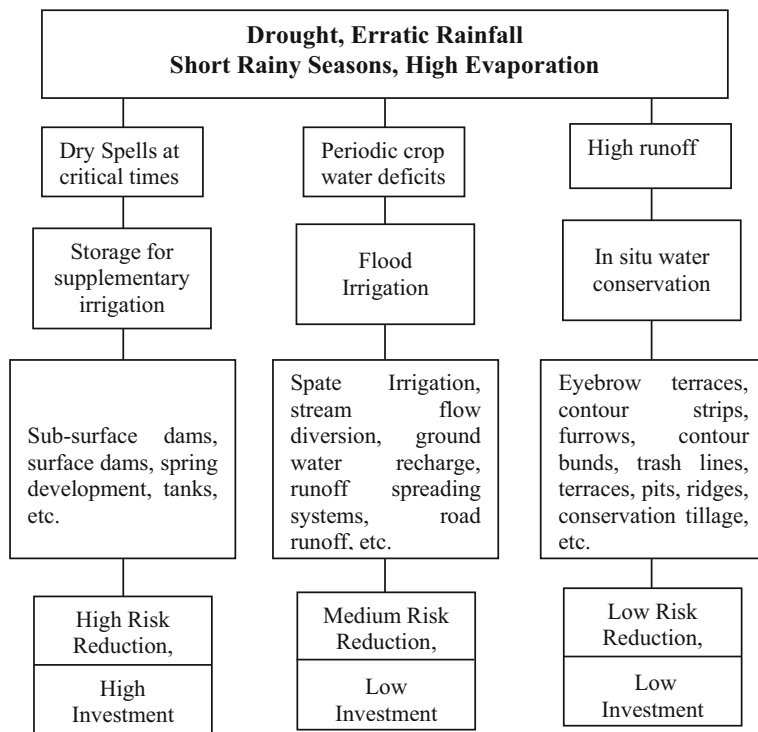 Drought, Erratic Rainfall
Short Rainy Seasons, High Evaporation
Dry Spells at
critical times
Periodic crop
water deficits
High runoff
Storage for
supplementary
irrigation
Flood
Irrigation
In situ water
conservation
Sub-surface dams,
surface dams, spring
development, tanks,
etc.
Spate Irrigation,
stream flow
diversion, ground
water recharge,
runoff spreading
systems, road
runoff, etc.
Eyebrow terraces,
contour strips,
furrows, contour
bunds, trash lines,
terraces, pits, ridges,
conservation tillage,
etc.
High Risk
Reduction,
High
Investment
Medium Risk
Reduction,
Low
Investment
Low Risk
Reduction,
Low
Investment